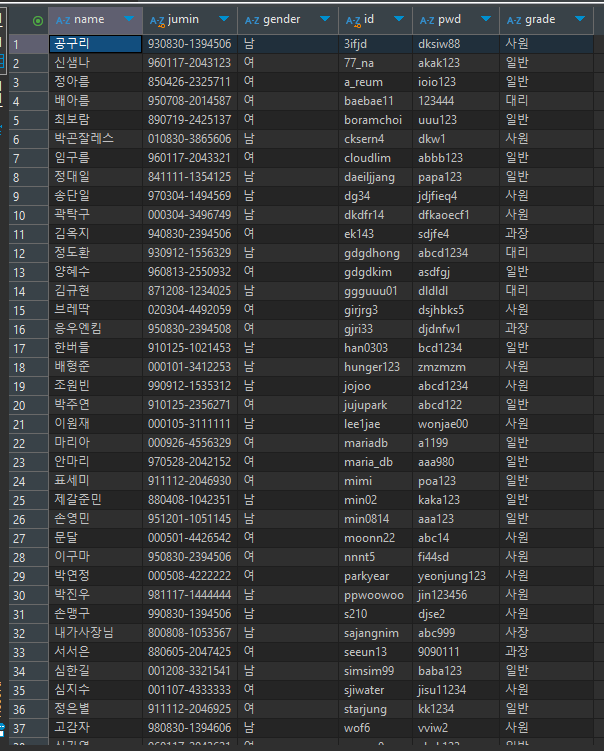 name jumin gender id pwd grade
1 공구리 930830-1394506 남 3ifjd dksiw88 사원
2 신샘나 960117-2043123 여 77_na akak123 일반
3 정아름 850426-2325711 여 a_reum ioio123 일반
4 배아름 950708-2014587 여 baebae11 123444 대리
5 최보람 890719-2425137 여 boramchoi uuu123 일반
6 박곤잘레스 010830-3865606 남 cksern4 dkw1 사원
7 임구름 960117-2043321 여 cloudlim abbb123 일반
8 정대일 841111-1354125 남 daeiljjang papa123 일반
9 송단일 970304-1494569 남 dg34 jdjfieq4 사원
10 곽탁구 000304-3496749 남 dkdfr14 dfkaoecf1 사원
11 김옥지 940830-2394506 여 ek143 sdjfe4 과장
12 정도환 930912-1556329 남 gdgdhong abcd1234 대리
13 양혜수 960813-2550932 여 gdgdkim asdfgj 일반
14 김규현 871208-1234025 남 ggguuu01 dldldl 대리
15 브레딱 020304-4492059 여 girjrg3 dsjhbks5 사원
16 응우엔킴 950830-2394508 여 gjri33 djdnfw1 과장
17 한버들 910125-1021453 남 han0303 bcd1234 일반
18 배형준 000101-3412253 남 hunger123 zmzmzm 사원
19 조원빈 990912-1535312 남 jojoo abcd1234 사원
20 박주연 910125-2356271 여 jujupark abcd122 일반
21 이원재 000105-3111111 남 lee1jae wonjae00 사원
22 마리아 000926-4556329 여 mariadb a1199 일반
23 안마리 970528-2042152 여 maria_db aaa980 일반
24 표세미 911112-2046930 여 mimi poa123 일반
25 제갈준민 880408-1042351 남 min02 kaka123 일반
26 손영민 951201-1051145 남 min0814 aaa123 일반
27 문달 000501-4426542 여 moonn22 abc14 사원
28 이구마 950830-2394506 여 nnnt5 fi44sd 사원
29 박연정 000508-4222222 여 parkyear yeonjung123 사원
30 박진우 981117-1444444 남 ppwoowoo jin123456 사원
31 손맹구 990830-1394506 남 s210 djse2 사원
32 내가사장님 800808-1053567 남 sajangnim abc999 사장
33 서서은 880605-2047425 여 seeun13 9090111 과장
34 심한길 001208-3321541 남 simsim99 baba123 일반
35 심지수 001107-4333333 여 sjiwater jisu11234 사원
36 정은별 911112-2046925 여 starjung kk1234 일반
37 고감자 980830-1394606 남 wof6 vviw2 사원